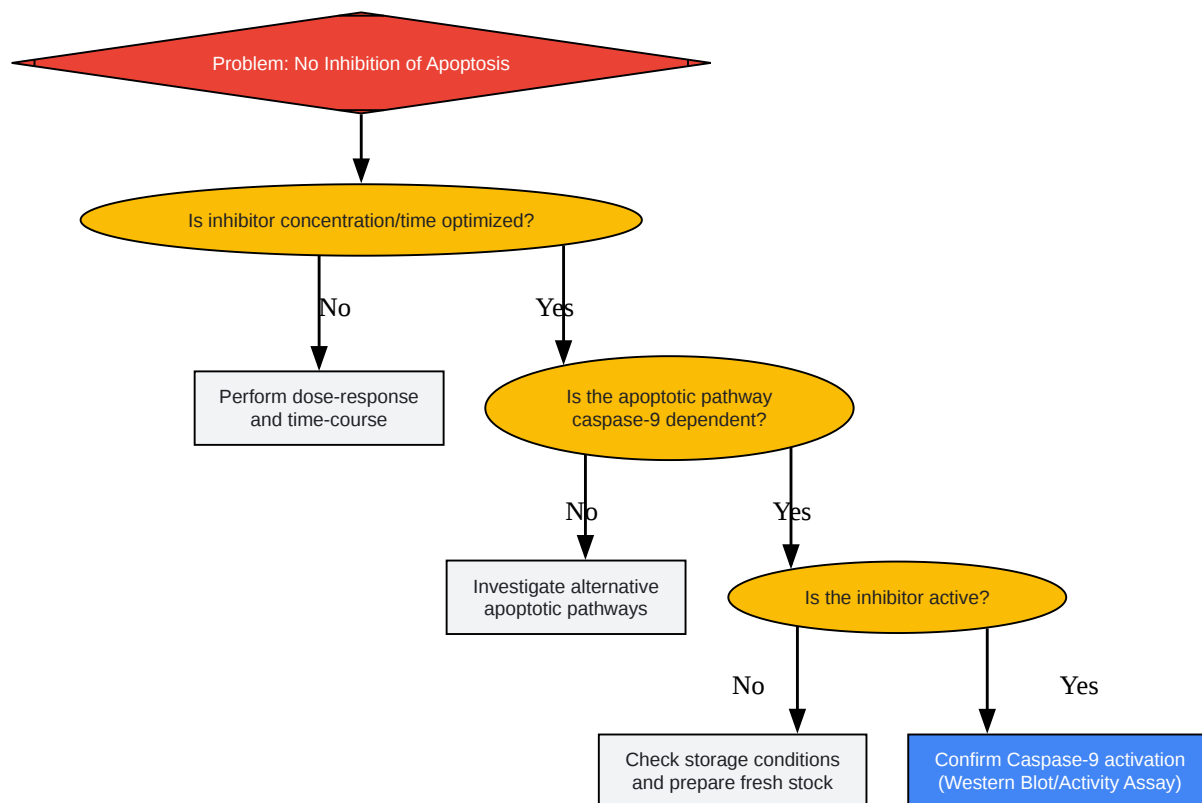 Problem: No Inhibition of Apoptosis
Is inhibitor concentration/time optimized?
No
Yes
Perform dose-response
and time-course
Is the apoptotic pathway
caspase-9 dependent?
No
Yes
Investigate alternative
apoptotic pathways
Is the inhibitor active?
No
Yes
Check storage conditions
and prepare fresh stock
Confirm Caspase-9 activation
(Western Blot/Activity Assay)